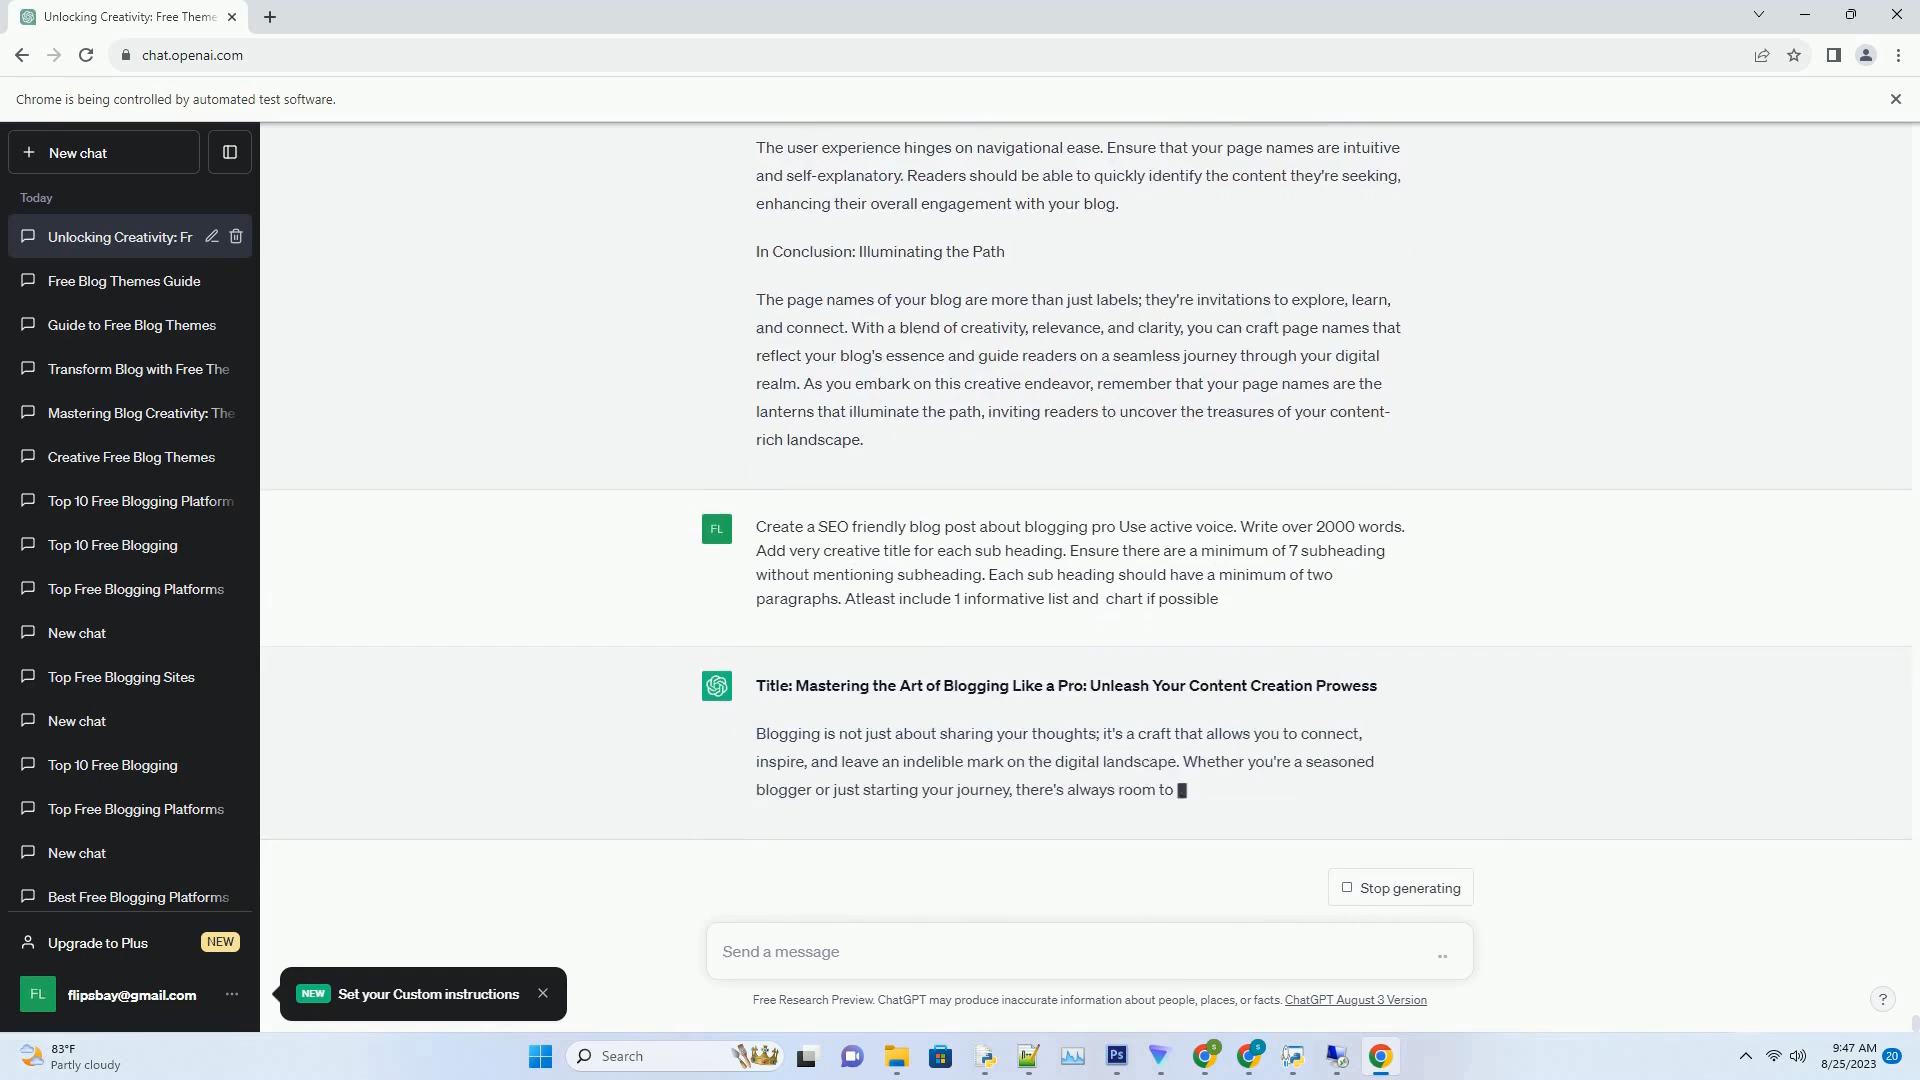 Unlocking Creativity: Free Theme
chat.openai.com
Chrome is being controlled by automated test software.
New chat
Today
Unlocking Creativity: Fr
Free Blog Themes Guide
Guide to Free Blog Themes
Transform Blog with Free The
Mastering Blog Creativity: The
Creative Free Blog Themes
Top 10 Free Blogging Platform
Top 10 Free Blogging
Top Free Blogging Platforms
New chat
Top Free Blogging Sites
New chat
Top 10 Free Blogging
Top Free Blogging Platforms
New chat
Best Free Blogging Platforms
Upgrade to Plus
NEW
FL
flipsbay@gmail.com
The user experience hinges on navigational ease. Ensure that your page names are intuitive
and self-explanatory. Readers should be able to quickly identify the content they're seeking,
enhancing their overall engagement with your blog.
In Conclusion: Illuminating the Path
The page names of your blog are more than just labels; they're invitations to explore, learn,
and connect. With a blend of creativity, relevance, and clarity, you can craft page names that
reflect your blog's essence and guide readers on a seamless journey through your digital
realm. As you embark on this creative endeavor, remember that your page names are the
lanterns that illuminate the path, inviting readers to uncover the treasures of your content-
rich landscape.
FL
Create a SEO friendly blog post about blogging pro Use active voice. Write over 2000 words.
Add very creative title for each sub heading. Ensure there are a minimum of 7 subheading
without mentioning subheading. Each sub heading should have a minimum of two
paragraphs. Atleast include 1 informative list and  chart if possible
Title: Mastering the Art of Blogging Like a Pro: Unleash Your Content Creation Prowess
Blogging is not just about sharing your thoughts; it's a craft that allows you to connect,
inspire, and leave an indelible mark on the digital landscape. Whether you're a seasoned
blogger or just starting your journey, there's always room to
Stop generating
Send a message
NEW Set your Custom instructions
Free Research Preview. ChatGPT may produce inaccurate information about people, places, or facts. ChatGPT August 3 Version
?
83°F
Partly cloudy
Search
Ps
S
S
9:47 AM
8/25/2023
20